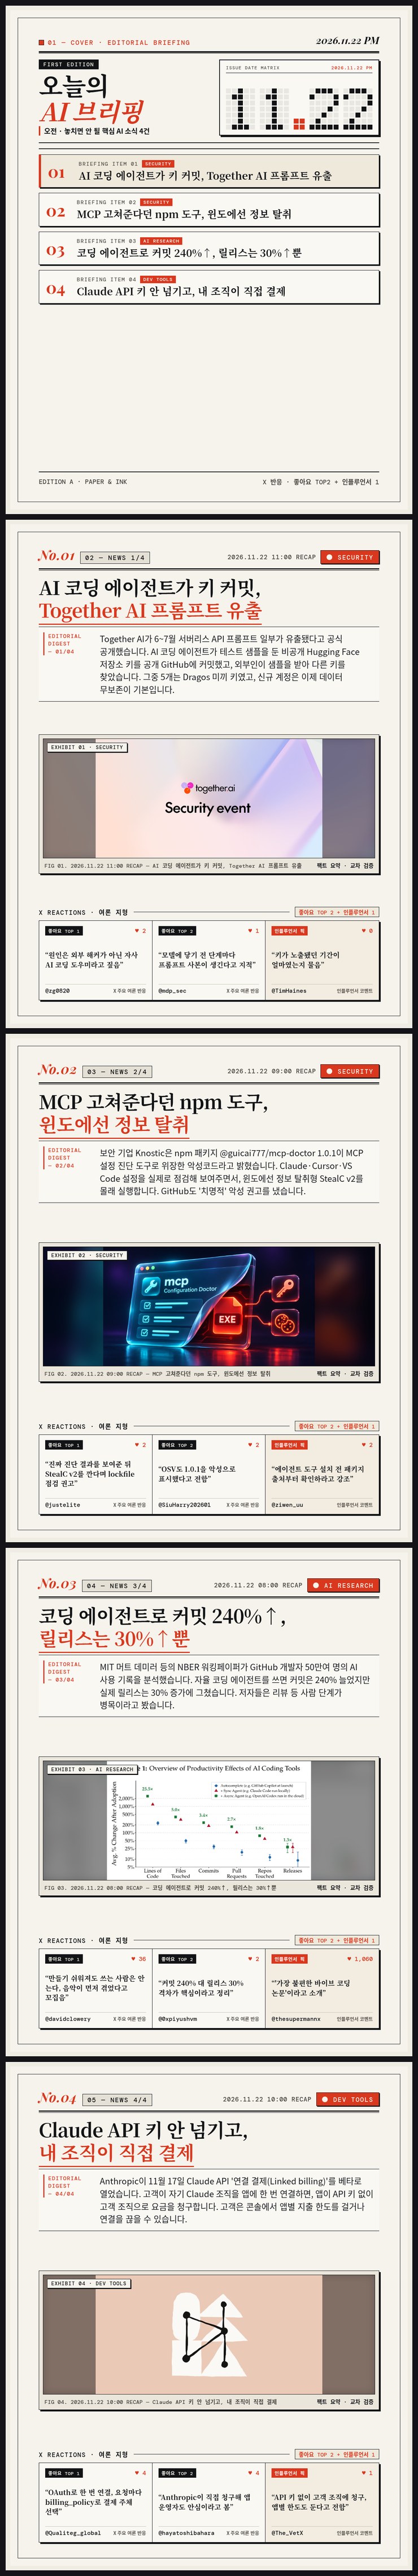 01 — COVER · EDITORIAL BRIEFING
2026.11.22 PM
FIRST EDITION
오늘의
AI 브리핑
오전 · 놓치면 안 될 핵심 AI 소식 4건
ISSUE DATE MATRIX
2026.11.22 PM
11.22
01
BRIEFING ITEM 01 SECURITY
AI 코딩 에이전트가 키 커밋, Together AI 프롬프트 유출
02
BRIEFING ITEM 02 SECURITY
MCP 고쳐준다던 npm 도구, 윈도에선 정보 탈취
03
BRIEFING ITEM 03 AI RESEARCH
코딩 에이전트로 커밋 240%↑, 릴리스는 30%↑뿐
04
BRIEFING ITEM 04 DEV TOOLS
Claude API 키 안 넘기고, 내 조직이 직접 결제
EDITION A · PAPER & INK
X 반응 · 좋아요 TOP2 + 인플루언서 1
No.01
02 — NEWS 1/4
2026.11.22 11:00 RECAP
SECURITY
AI 코딩 에이전트가 키 커밋,
Together AI 프롬프트 유출
EDITORIAL
DIGEST
— 01/04
Together AI가 6~7월 서버리스 API 프롬프트 일부가 유출됐다고 공식
공개했습니다. AI 코딩 에이전트가 테스트 샘플을 둔 비공개 Hugging Face
저장소 키를 공개 GitHub에 커밋했고, 외부인이 샘플을 받아 다른 키를
찾았습니다. 그중 5개는 Dragos 미끼 키였고, 신규 계정은 이제 데이터
무보존이 기본입니다.
EXHIBIT 01 · SECURITY
together.ai
Security event
FIG 01. 2026.11.22 11:00 RECAP — AI 코딩 에이전트가 키 커밋, Together AI 프롬프트 유출
팩트 요약 · 교차 검증
X REACTIONS · 여론 지형
좋아요 TOP 2 + 인플루언서 1
좋아요 TOP 1
♥ 2
“원인은 외부 해커가 아닌 자사
AI 코딩 도우미라고 짚음”
@zg0820
X 주요 여론 반응
좋아요 TOP 2
♥ 1
“모델에 닿기 전 단계마다
프롬프트 사본이 생긴다고 지적”
@mdp_sec
X 주요 여론 반응
인플루언서 픽
♥ 0
“키가 노출됐던 기간이
얼마였는지 물음”
@TimHaines
인플루언서 코멘트
No.02
03 — NEWS 2/4
2026.11.22 09:00 RECAP
SECURITY
MCP 고쳐준다던 npm 도구,
윈도에선 정보 탈취
EDITORIAL
DIGEST
— 02/04
보안 기업 Knostic은 npm 패키지 @guicai777/mcp-doctor 1.0.1이 MCP
설정 진단 도구로 위장한 악성코드라고 밝혔습니다. Claude·Cursor·VS
Code 설정을 실제로 점검해 보여주면서, 윈도에선 정보 탈취형 StealC v2를
몰래 실행합니다. GitHub도 '치명적' 악성 권고를 냈습니다.
EXHIBIT 02 · SECURITY
mcp
Configuration Doctor
EXE
FIG 02. 2026.11.22 09:00 RECAP — MCP 고쳐준다던 npm 도구, 윈도에선 정보 탈취
팩트 요약 · 교차 검증
X REACTIONS · 여론 지형
좋아요 TOP 2 + 인플루언서 1
좋아요 TOP 1
♥ 2
“진짜 진단 결과를 보여준 뒤
StealC v2를 깐다며 lockfile
점검 권고”
@justelite
X 주요 여론 반응
좋아요 TOP 2
♥ 2
“OSV도 1.0.1을 악성으로
표시했다고 전함”
@SiuHarry202601
X 주요 여론 반응
인플루언서 픽
♥ 2
“에이전트 도구 설치 전 패키지
출처부터 확인하라고 강조”
@ziwen_uu
인플루언서 코멘트
No.03
04 — NEWS 3/4
2026.11.22 08:00 RECAP
AI RESEARCH
코딩 에이전트로 커밋 240%↑,
릴리스는 30%↑뿐
EDITORIAL
DIGEST
— 03/04
MIT 머트 데미러 등의 NBER 워킹페이퍼가 GitHub 개발자 50만여 명의 AI
사용 기록을 분석했습니다. 자율 코딩 에이전트를 쓰면 커밋은 240% 늘었지만
실제 릴리스는 30% 증가에 그쳤습니다. 저자들은 리뷰 등 사람 단계가
병목이라고 봤습니다.
EXHIBIT 03 · AI RESEARCH
1: Overview of Productivity Effects of AI Coding Tools
Avg. % Change After Adoption
2,000%
1,000%
500%
200%
100%
50%
25%
10%
5%
Lines of Code
Files Touched
Commits
Pull Requests
Repos Touched
Releases
FIG 03. 2026.11.22 08:00 RECAP — 코딩 에이전트로 커밋 240%↑, 릴리스는 30%↑뿐
팩트 요약 · 교차 검증
X REACTIONS · 여론 지형
좋아요 TOP 2 + 인플루언서 1
좋아요 TOP 1
♥ 36
“만들기 쉬워져도 쓰는 사람은 안
는다, 음악이 먼저 겪었다고
꼬집음”
@davidclowery
X 주요 여론 반응
좋아요 TOP 2
♥ 2
“커밋 240% 대 릴리스 30%
격차가 핵심이라고 정리”
@0xpiyushvm
X 주요 여론 반응
인플루언서 픽
♥ 1,060
“'가장 불편한 바이브 코딩
논문'이라고 소개”
@thesupermannx
인플루언서 코멘트
No.04
05 — NEWS 4/4
2026.11.22 10:00 RECAP
DEV TOOLS
Claude API 키 안 넘기고,
내 조직이 직접 결제
EDITORIAL
DIGEST
— 04/04
Anthropic이 11월 17일 Claude API '연결 결제(Linked billing)'를 베타로
열었습니다. 고객이 자기 Claude 조직을 앱에 한 번 연결하면, 앱이 API 키 없이
고객 조직으로 요금을 청구합니다. 고객은 콘솔에서 앱별 지출 한도를 걸거나
연결을 끊을 수 있습니다.
EXHIBIT 04 · DEV TOOLS
FIG 04. 2026.11.22 10:00 RECAP — Claude API 키 안 넘기고, 내 조직이 직접 결제
팩트 요약 · 교차 검증
X REACTIONS · 여론 지형
좋아요 TOP 2 + 인플루언서 1
좋아요 TOP 1
♥ 4
“OAuth로 한 번 연결, 요청마다
billing_policy로 결제 주체
선택”
@Qualiteg_global
X 주요 여론 반응
좋아요 TOP 2
♥ 4
“Anthropic이 직접 청구해 앱
운영자도 안심이라고 봄”
@hayatoshibahara
X 주요 여론 반응
인플루언서 픽
♥ 1
“API 키 없이 고객 조직에 청구,
앱별 한도도 둔다고 전함”
@The_VetX
인플루언서 코멘트